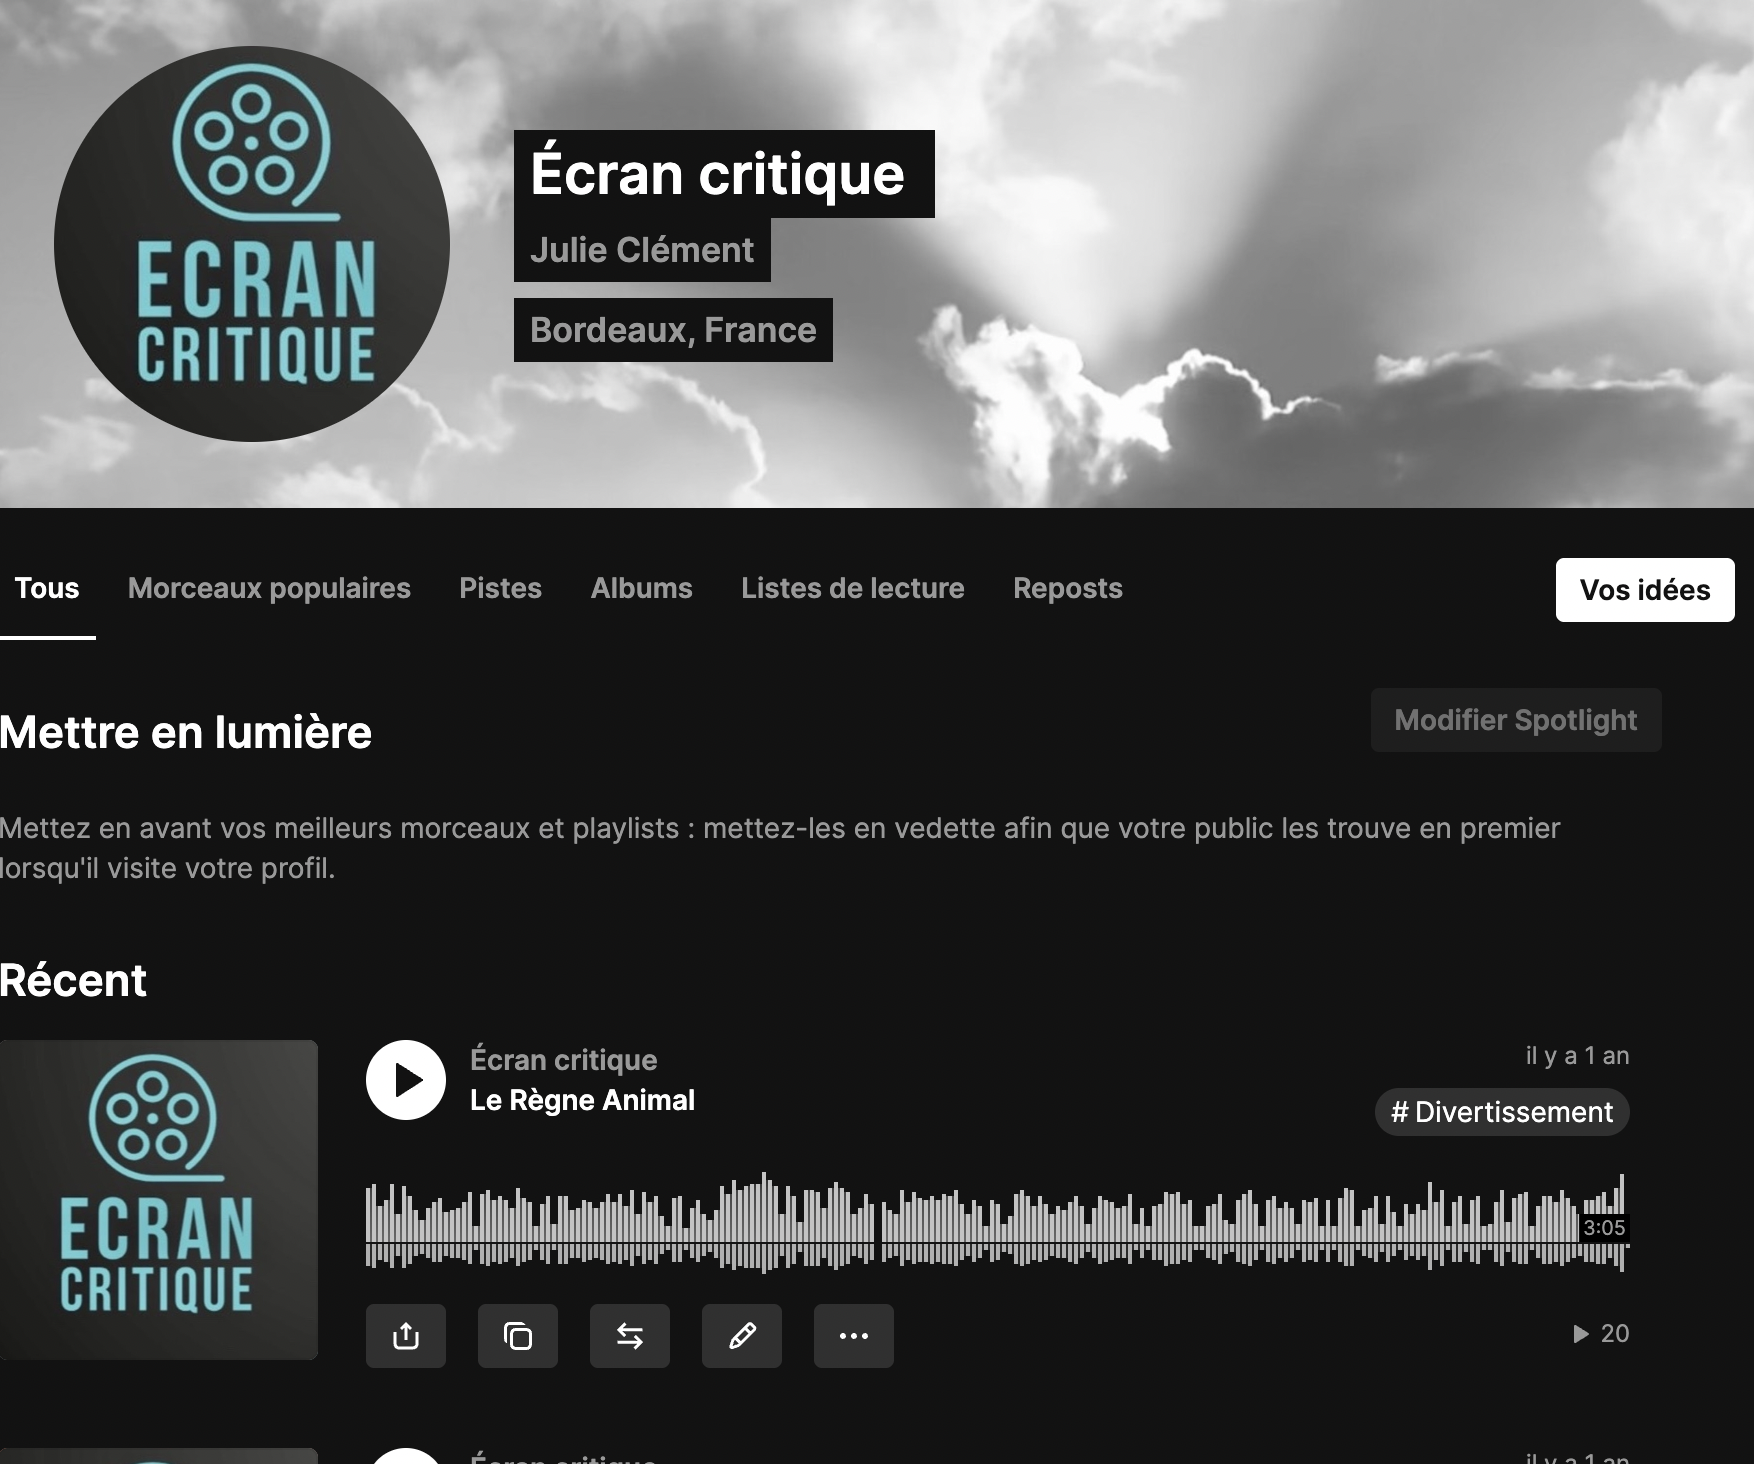 ECRAN
CRITIQUE
Écran critique
Julie Clément
Bordeaux, France
Tous
Morceaux populaires
Pistes
Albums
Listes de lecture
Reposts
Vos idées
Mettre en lumière
Modifier Spotlight
Mettez en avant vos meilleurs morceaux et playlists : mettez-les en vedette afin que votre public les trouve en premier
lorsqu'il visite votre profil.
Récent
ECRAN
CRITIQUE
Écran critique
Le Règne Animal
il y a 1 an
# Divertissement
3:05
20
Écran critique
il y a 1 an